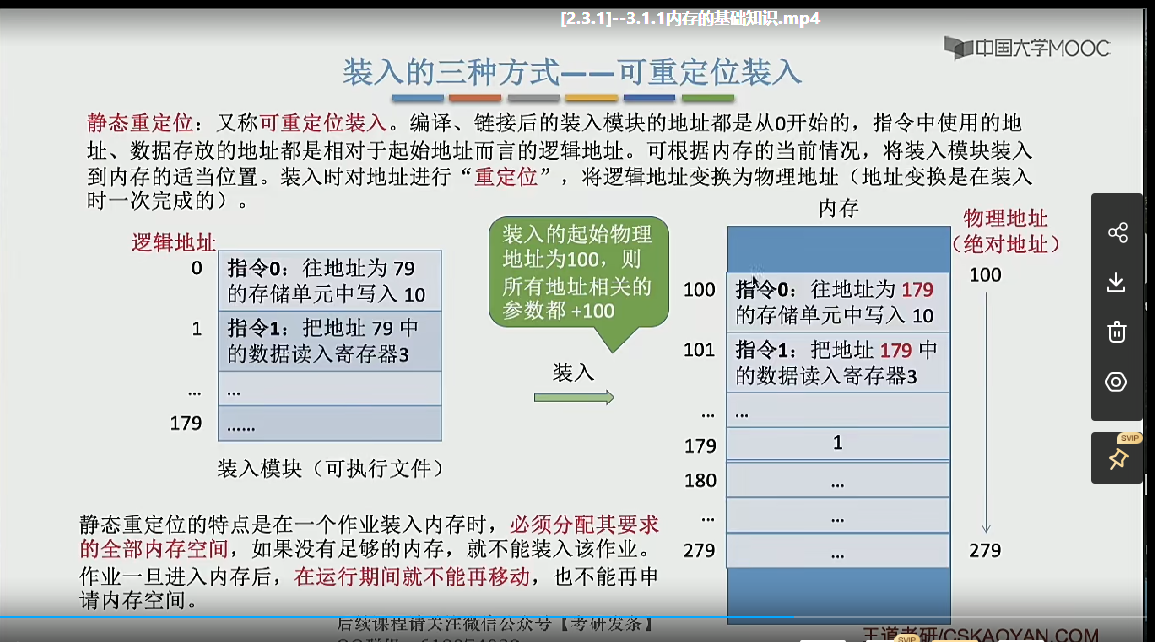 [2.3.1]--3.1.1内存的基础知识.mp4
中国大学MOOC
装入的三种方式——可重定位装入
静态重定位：又称可重定位装入。编译、链接后的装入模块的地址都是从0开始的，指令中使用的地
址、数据存放的地址都是相对于起始地址而言的逻辑地址。可根据内存的当前情况，将装入模块装入
到内存的适当位置。装入时对地址进行“重定位”，将逻辑地址变换为物理地址（地址变换是在装入
时一次完成的）。
逻辑地址
0
指令0：往地址为 79
的存储单元中写入 10
1
指令1：把地址 79 中
的数据读入寄存器3
...
...
179
......
装入模块（可执行文件）
装入的起始物理
地址为100，则
所有地址相关的
参数都 +100
装入
内存
物理地址
（绝对地址）
100
指令0：往地址为 179
的存储单元中写入 10
101
指令1：把地址 179 中
的数据读入寄存器3
...
...
179
1
180
...
...
...
279
...
100
279
静态重定位的特点是在一个作业装入内存时，必须分配其要求
的全部内存空间，如果没有足够的内存，就不能装入该作业。
作业一旦进入内存后，在运行期间就不能再移动，也不能再申
请内存空间。
后续课程请关注微信公众号【考研发条】
王道考研/CSKAOYAN.COM
SVIP
SVIP